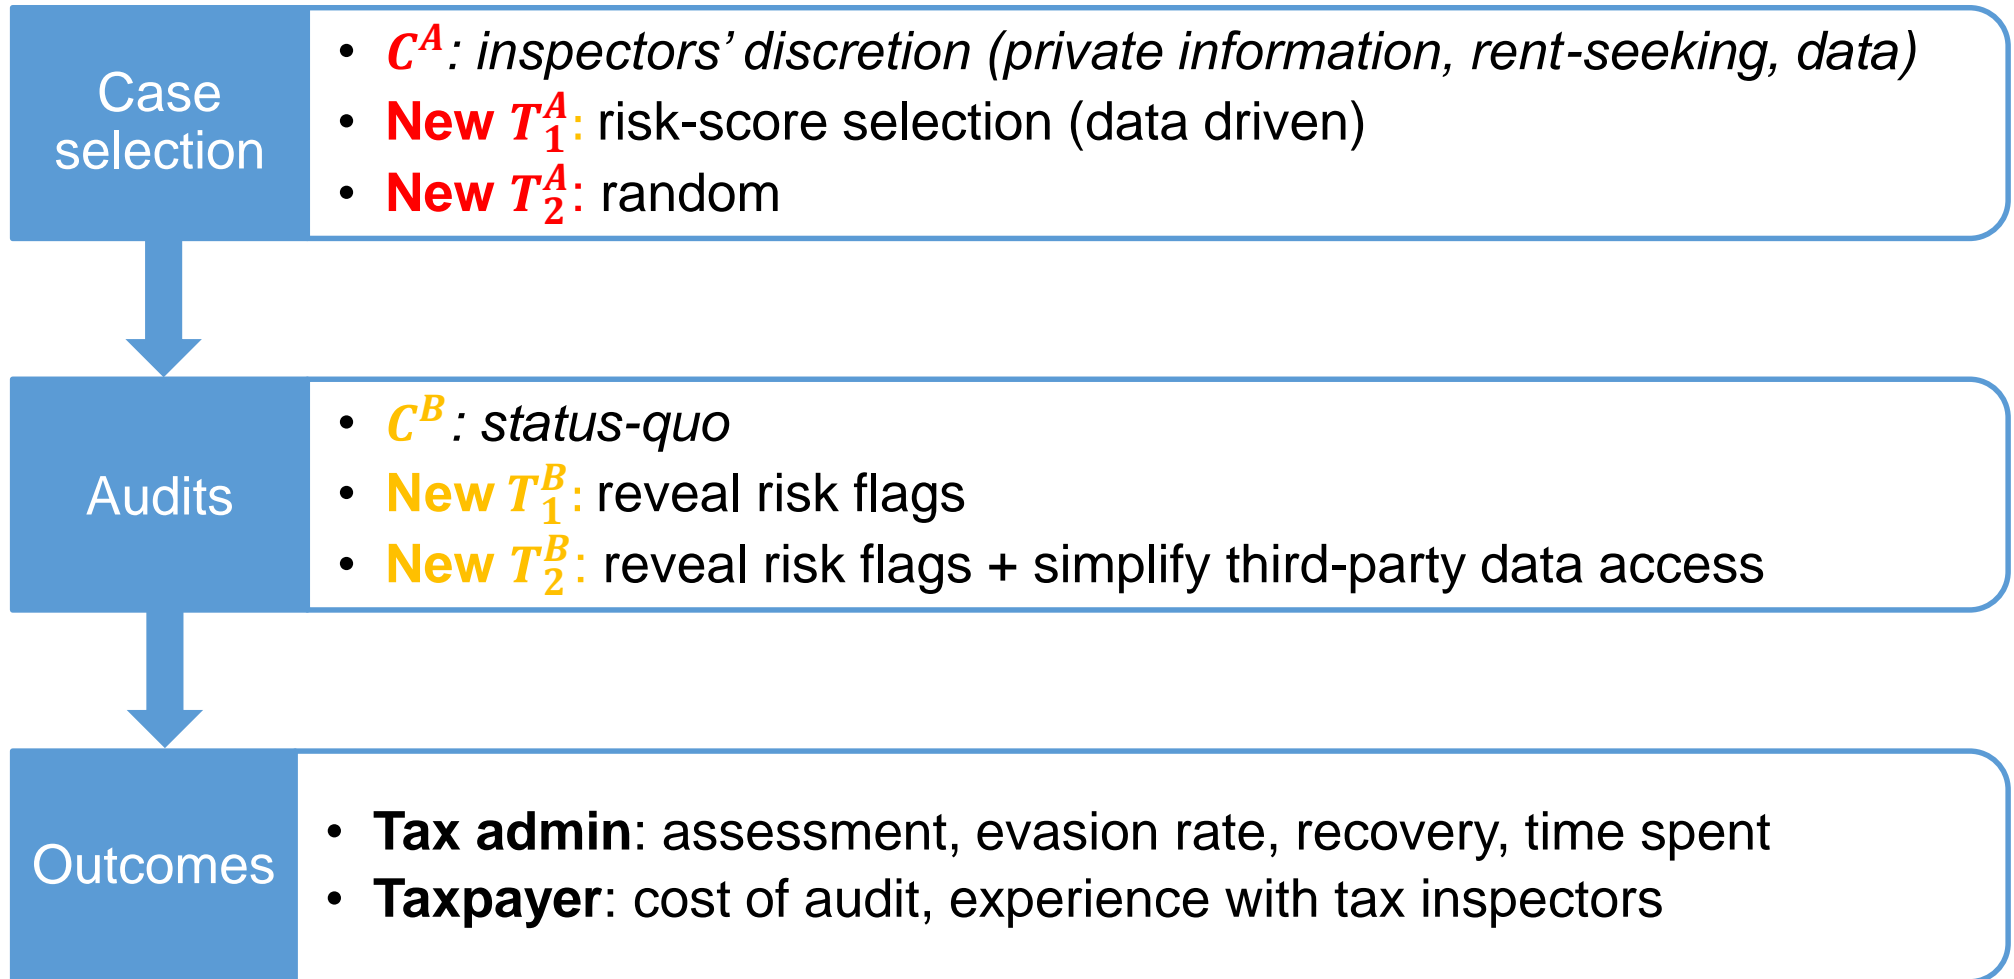 Case
selection
• C^A: inspectors’ discretion (private information, rent-seeking, data)
• New T_1^A: risk-score selection (data driven)
• New T_2^A: random
Audits
• C^B: status-quo
• New T_1^B: reveal risk flags
• New T_2^B: reveal risk flags + simplify third-party data access
Outcomes
• Tax admin: assessment, evasion rate, recovery, time spent
• Taxpayer: cost of audit, experience with tax inspectors